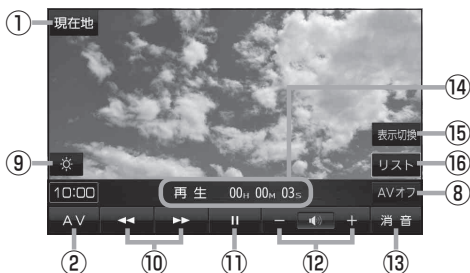 ① 現在地
⑭
表示切換 ⑮
⑨ リスト ⑯
10:00 再生 00H 00M 03S AVオフ ⑧
AV ◀◀ ▶▶ II − + 消音
② ⑩ ⑪ ⑫ ⑬